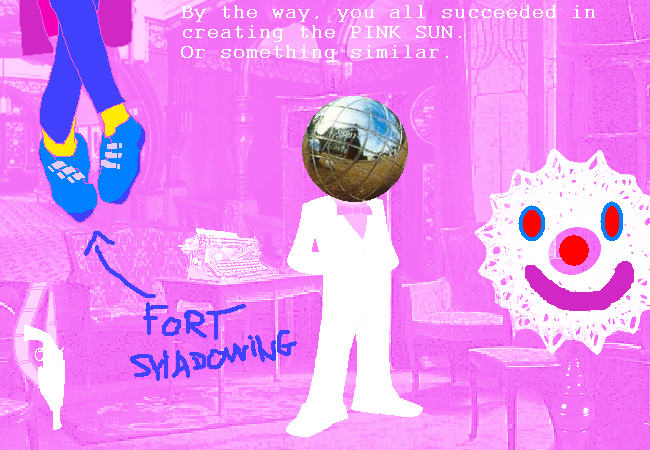 By the way, you all succeeded in
creating the PINK SUN.
Or something similar.
FORT
SHADOWING